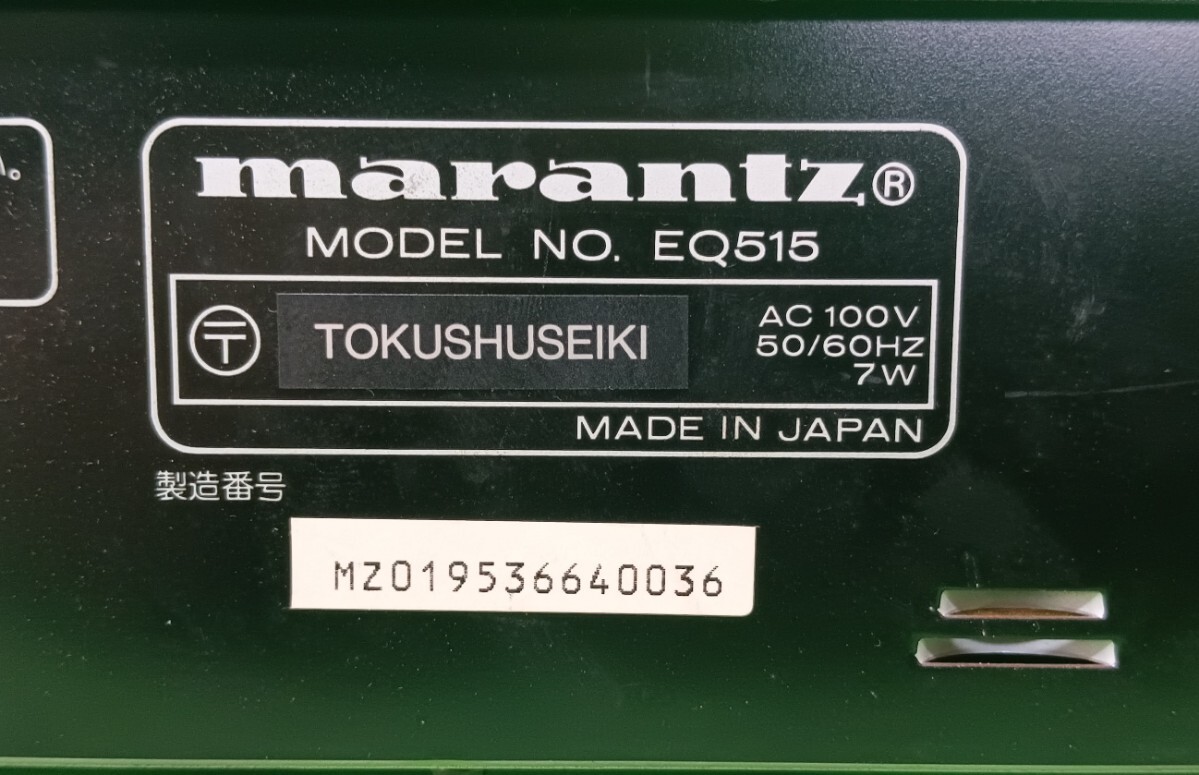 marantz®
MODEL NO. EQ515
〒
TOKUSHUSEIKI
AC 100V
50/60HZ
7W
MADE IN JAPAN
製造番号
MZ019536640036